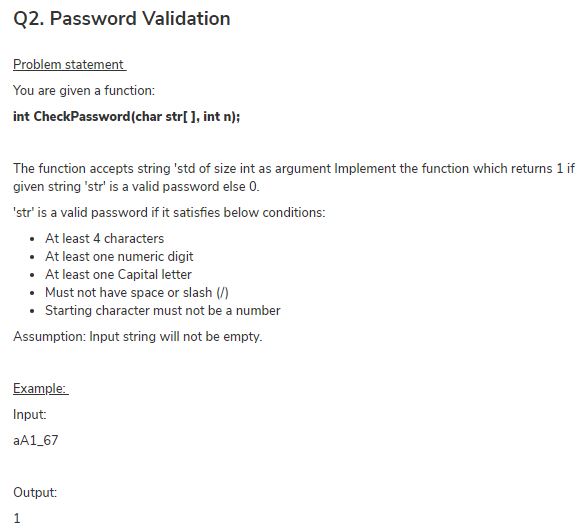 Q2. Password Validation
Problem statement
You are given a function:
int CheckPassword(char str[ ], int n);
The function accepts string 'std of size int as argument Implement the function which returns 1 if
given string 'str' is a valid password else 0.
'str' is a valid password if it satisfies below conditions:
• At least 4 characters
• At least one numeric digit
• At least one Capital letter
• Must not have space or slash (/)
• Starting character must not be a number
Assumption: Input string will not be empty.
Example:
Input:
aA1_67
Output:
1